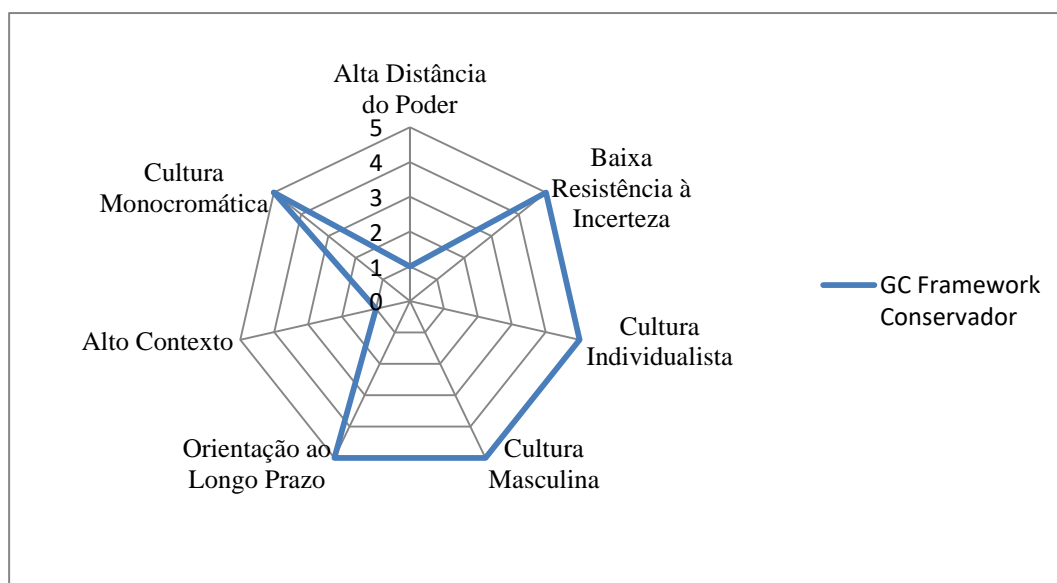 Alta Distância
do Poder
5
4
3
2
1
0
Baixa
Resistência à
Incerteza
Cultura
Individualista
Cultura
Masculina
Orientação ao
Longo Prazo
Alto Contexto
Cultura
Monocromática
GC Framework
Conservador